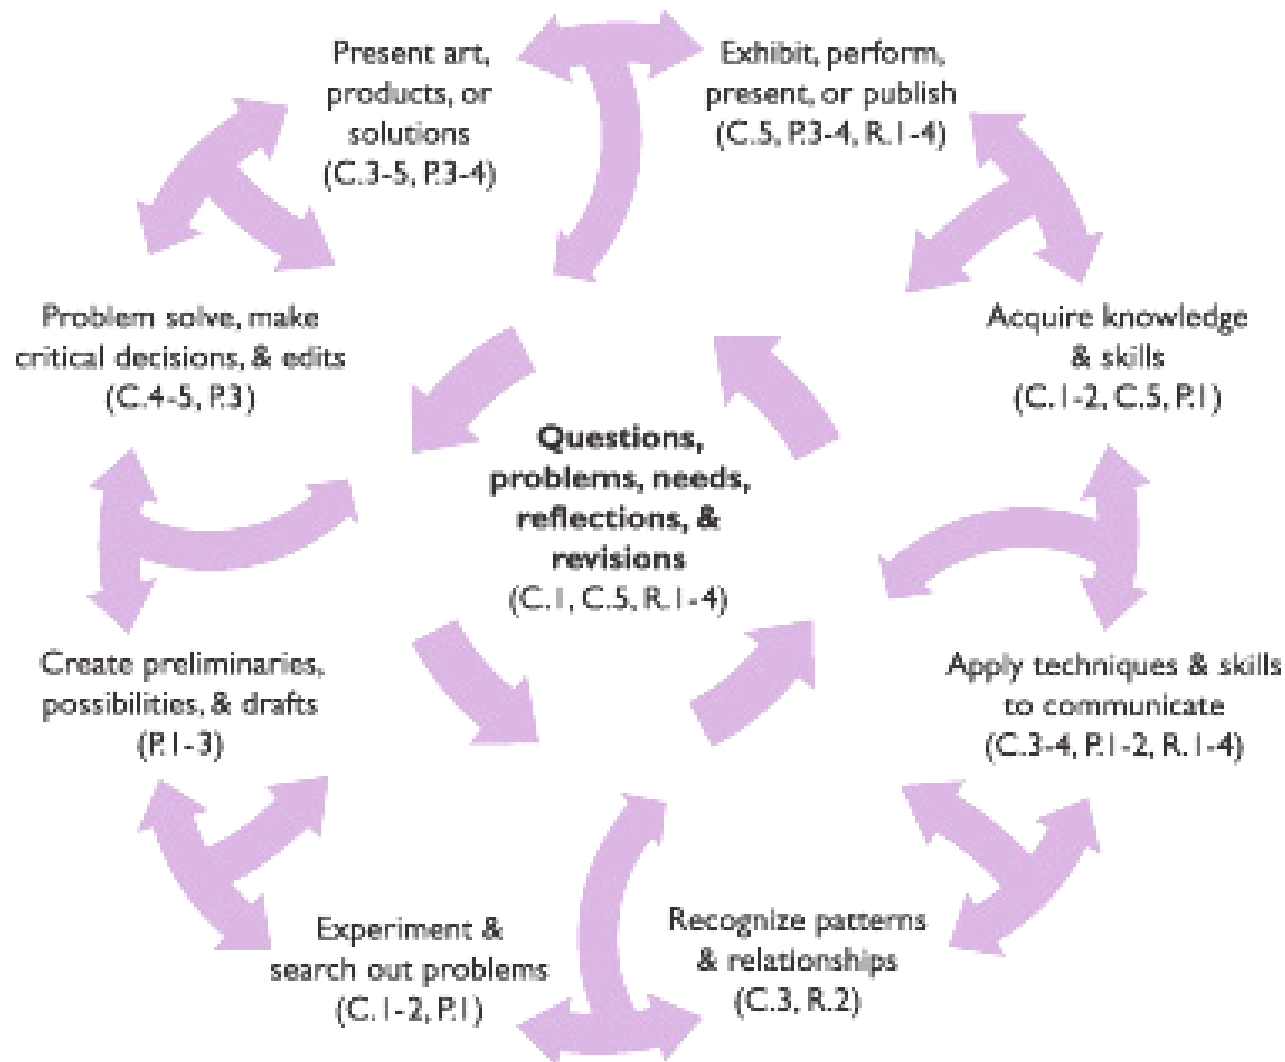 Present art,
products, or
solutions
(C.3-5, P.3-4)
Exhibit, perform,
present, or publish
(C.5, P.3-4, R.1-4)
Acquire knowledge
& skills
(C.1-2, C.5, P.1)
Apply techniques & skills
to communicate
(C.3-4, P.1-2, R.1-4)
Recognize patterns
& relationships
(C.3, R.2)
Experiment &
search out problems
(C.1-2, P.1)
Create preliminaries,
possibilities, & drafts
(P.1-3)
Problem solve, make
critical decisions, & edits
(C.4-5, P.3)
Questions,
problems, needs,
reflections, &
revisions
(C.1, C.5, R.1-4)